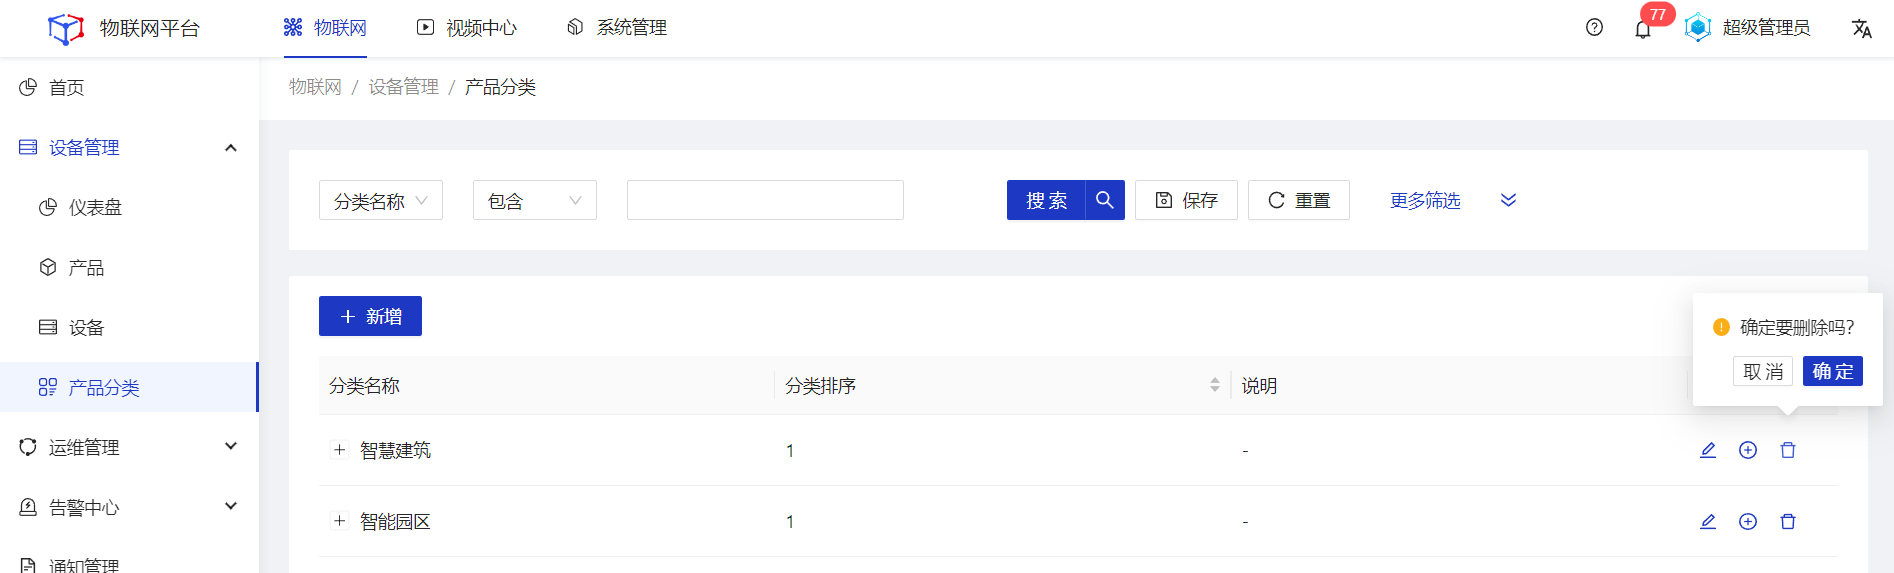 物联网平台
物联网
视频中心
系统管理
77
超级管理员
首页
设备管理
仪表盘
产品
设备
产品分类
运维管理
告警中心
通知管理
物联网 / 设备管理 / 产品分类
分类名称
包含
搜 索
保存
重置
更多筛选
新增
确定要删除吗?
取 消
确 定
分类名称 分类排序 说明
智慧建筑 1 -
智能园区 1 -